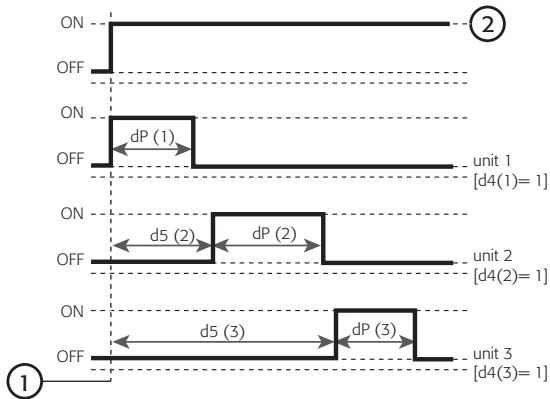 ON
2
OFF
ON
dP (1)
OFF
unit 1
[d4(1)= 1]
ON
d5 (2)
dP (2)
OFF
unit 2
[d4(2)= 1]
ON
d5 (3)
dP (3)
OFF
unit 3
[d4(3)= 1]
1